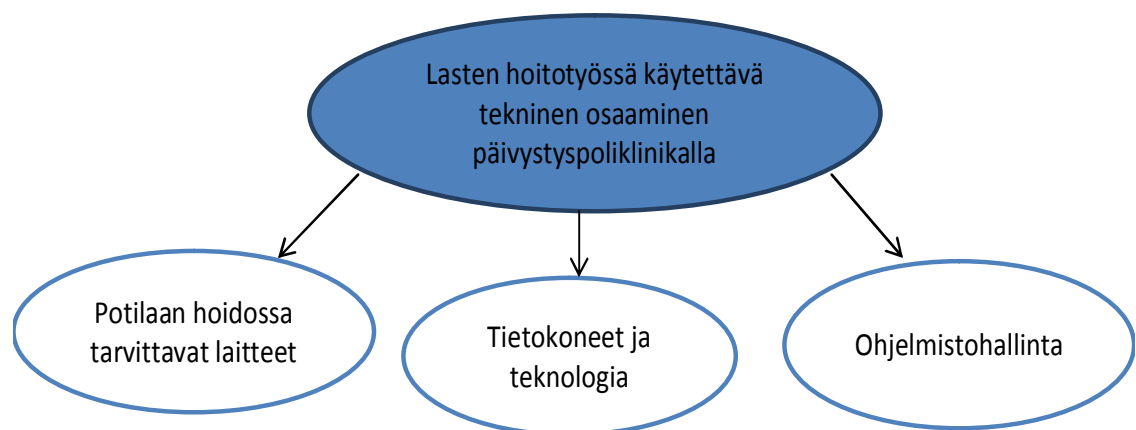 Lasten hoitotyössä käytettävä
tekninen osaaminen
päivystyspoliklinikalla
Potilaan hoidossa
tarvittavat laitteet
Tietokoneet ja
teknologia
Ohjelmistohallinta